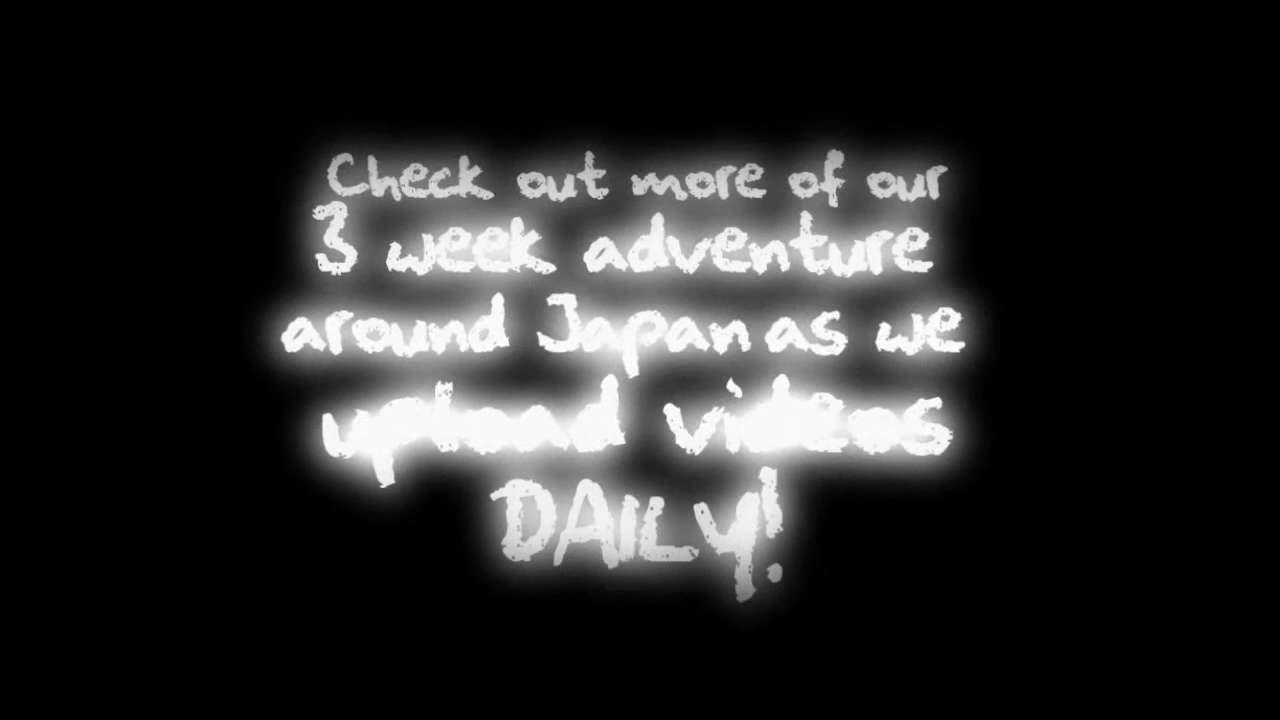 Check out more of our
3 week adventure
around Japan as we
upload videos
DAILY!